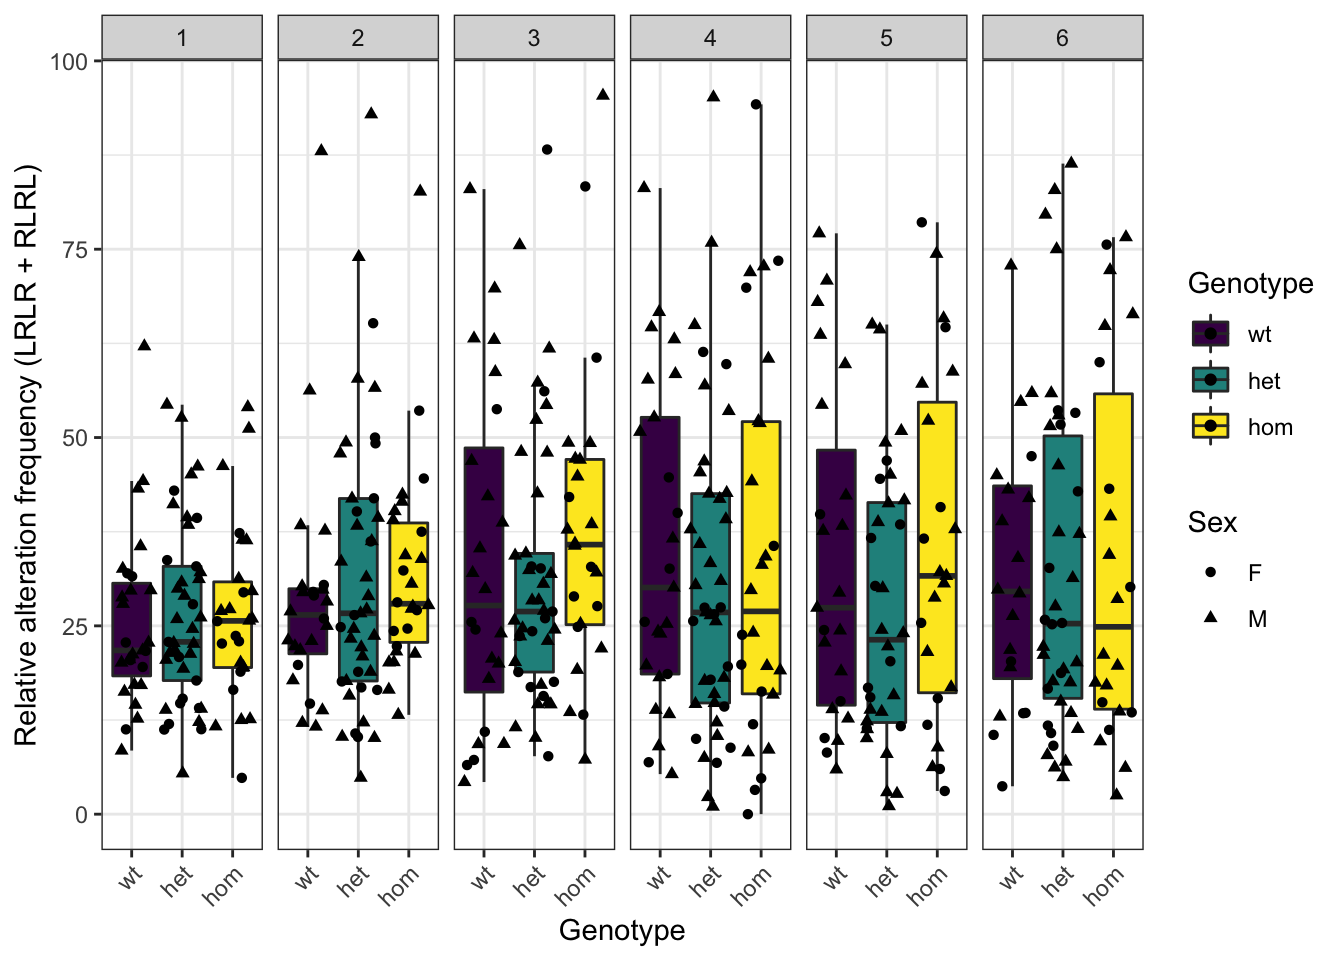 1 2 3 4 5 6
Relative alteration frequency (LRLR + RLRL)
100
75
50
25
0
wt het hom wt het hom wt het hom wt het hom wt het hom wt het hom
Genotype
Genotype
wt
het
hom
Sex
F
M